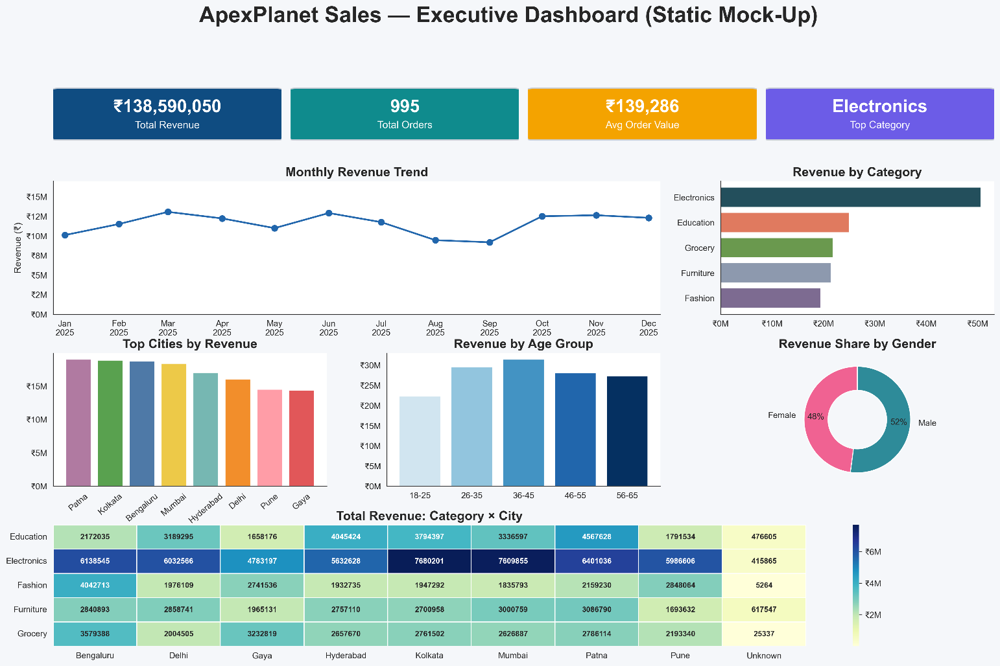 ApexPlanet Sales — Executive Dashboard (Static Mock-Up)
₹138,590,050
Total Revenue
995
Total Orders
₹139,286
Avg Order Value
Electronics
Top Category
Monthly Revenue Trend
Revenue (₹)
₹15M
₹12M
₹10M
₹8M
₹5M
₹2M
₹0M
Jan 2025
Feb 2025
Mar 2025
Apr 2025
May 2025
Jun 2025
Jul 2025
Aug 2025
Sep 2025
Oct 2025
Nov 2025
Dec 2025
Revenue by Category
Electronics
Education
Grocery
Furniture
Fashion
₹0M ₹10M ₹20M ₹30M ₹40M ₹50M
Top Cities by Revenue
₹15M
₹10M
₹5M
₹0M
Patna Kolkata Bengaluru Mumbai Hyderabad Delhi Pune Gaya
Revenue by Age Group
₹30M
₹25M
₹20M
₹15M
₹10M
₹5M
₹0M
18-25 26-35 36-45 46-55 56-65
Revenue Share by Gender
Female 48% 52% Male
Total Revenue: Category × City
Education 2172035 3189295 1658176 4045424 3794397 3336597 4567628 1791534 476605
Electronics 6138545 6032566 4783197 5632628 7680201 7609855 6401036 5986606 415865
Fashion 4042713 1976109 2741536 1932735 1947292 1835793 2159230 2848064 5264
Furniture 2840893 2858741 1965131 2757110 2700958 3000759 3086790 1693632 617547
Grocery 3579388 2004505 3232819 2657670 2761502 2626887 2786114 2193340 25337
Bengaluru Delhi Gaya Hyderabad Kolkata Mumbai Patna Pune Unknown
₹6M
₹4M
₹2M